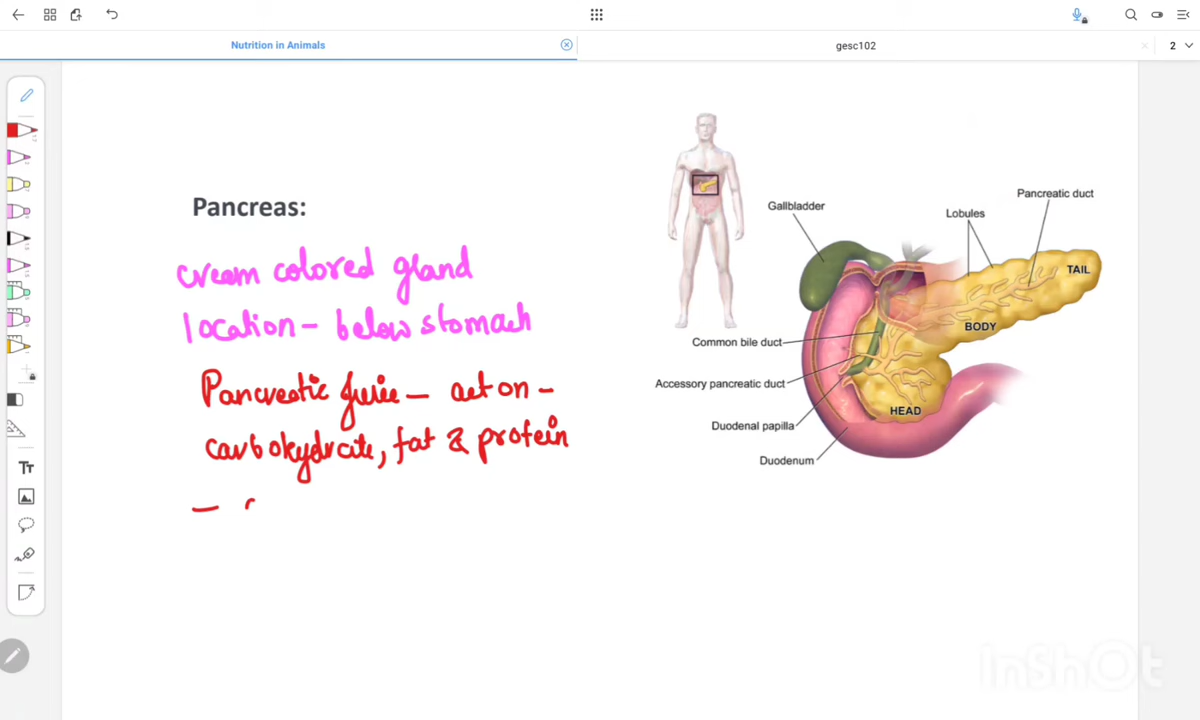 Nutrition in Animals
gesc102
2
Pancreas:
cream colored gland
location - below stomach
Pancreatic juice - act on -
carbohydrate, fat & protein
-
Gallbladder
Lobules
Pancreatic duct
TAIL
BODY
Common bile duct
Accessory pancreatic duct
HEAD
Duodenal papilla
Duodenum
Tt
InShOt